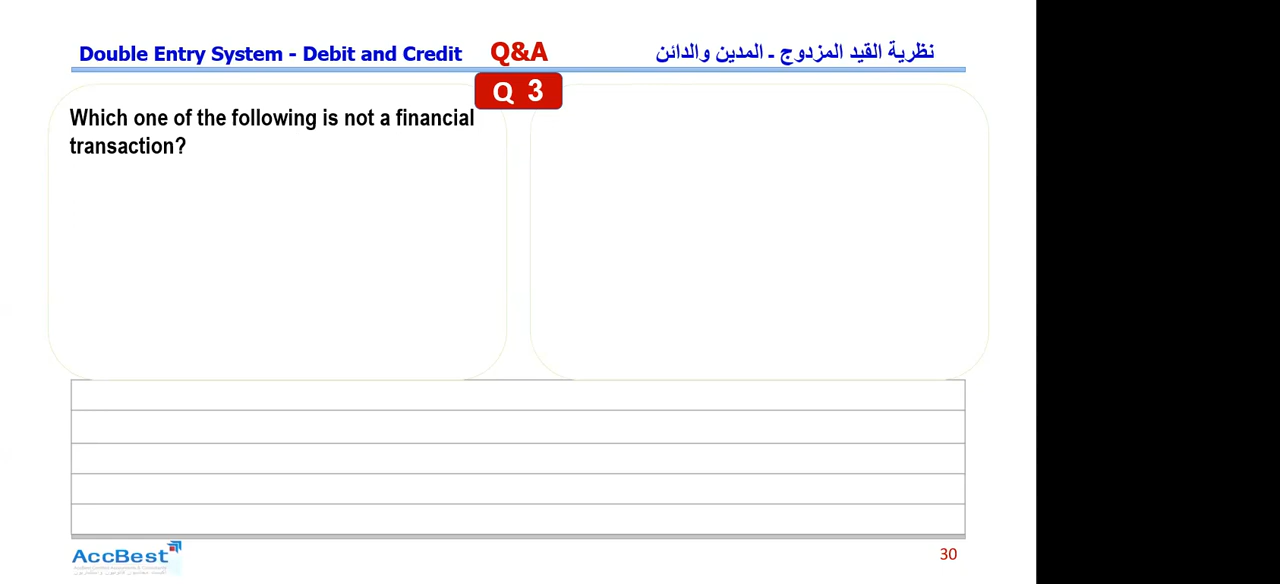 Double Entry System - Debit and Credit
Q&A
نظرية القيد المزدوج - المدين والدائن
Q 3
Which one of the following is not a financial
transaction?
AccBest
30